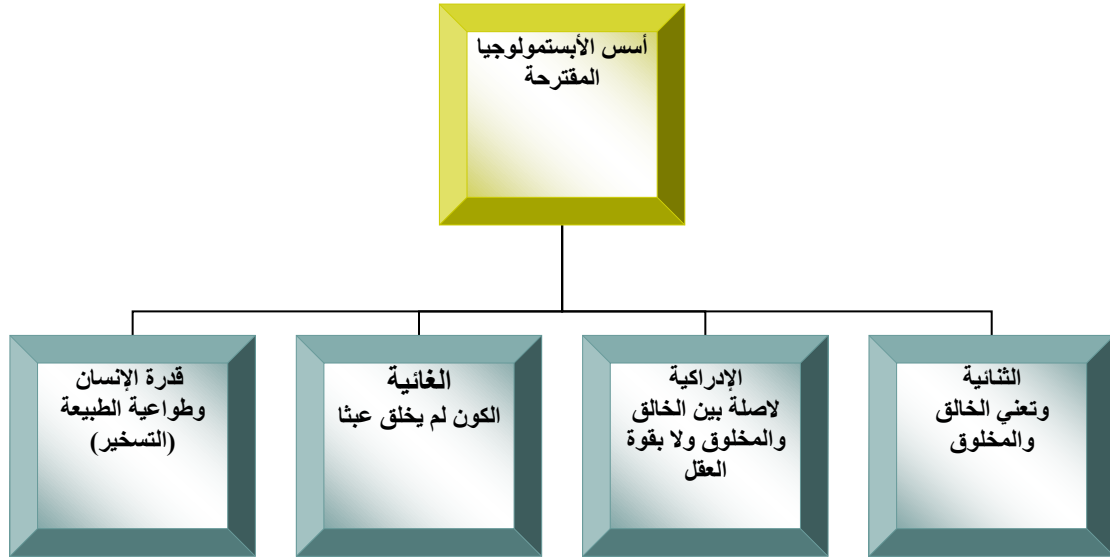 أسس الأبستمولوجيا
المقترحة
الثنائية
وتعني الخالق
والمخلوق
الإدراكية
لاصلة بين الخالق
والمخلوق ولا بقوة
العقل
الغائية
الكون لم يخلق عبثا
قدرة الإنسان
وطواعية الطبيعة
(التسخير)